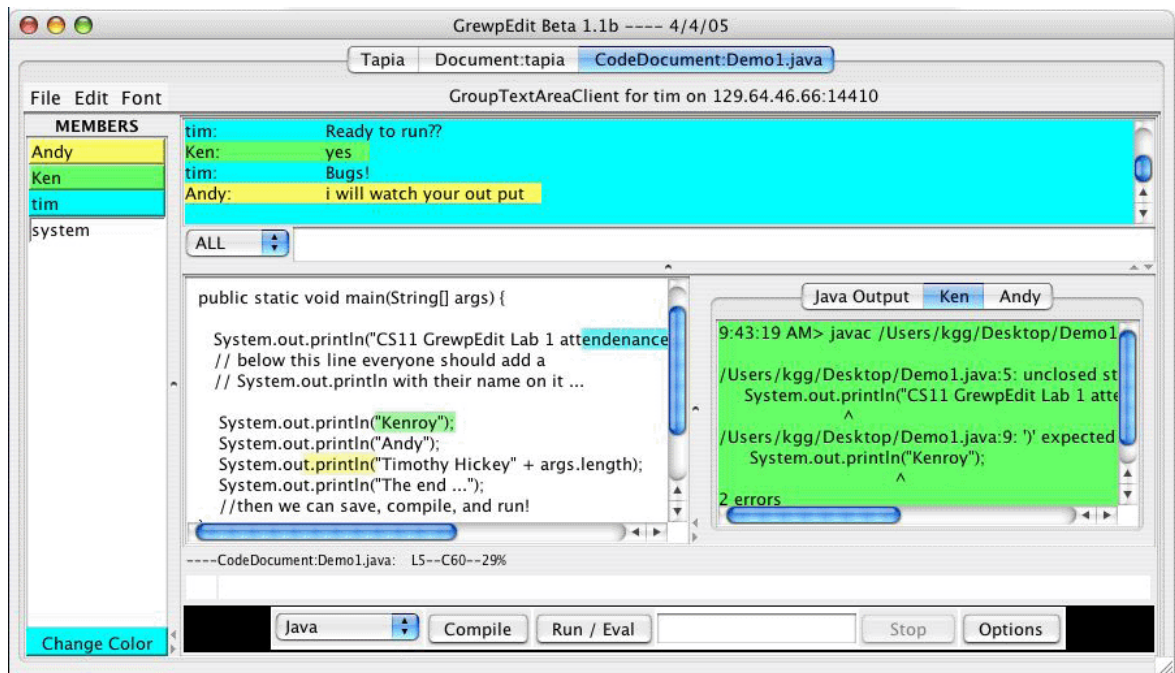 GrewpEdit Beta 1.1b ---- 4/4/05
Tapia Document:tapia CodeDocument:Demo1.java
File Edit Font GroupTextAreaClient for tim on 129.64.46.66:14410
MEMBERS
Andy
Ken
tim
system
tim: Ready to run??
Ken: yes
tim: Bugs!
Andy: i will watch your out put
ALL
public static void main(String[] args) {
System.out.println("CS11 GrewpEdit Lab 1 attendenance
// below this line everyone should add a
// System.out.println with their name on it ...
System.out.println("Kenroy");
System.out.println("Andy");
System.out.println("Timothy Hickey" + args.length);
System.out.println("The end ...");
//then we can save, compile, and run!
Java Output Ken Andy
9:43:19 AM> javac /Users/kgg/Desktop/Demo1
/Users/kgg/Desktop/Demo1.java:5: unclosed st
System.out.println("CS11 GrewpEdit Lab 1 atte
^
/Users/kgg/Desktop/Demo1.java:9: ')' expected
System.out.println("Kenroy");
^
2 errors
----CodeDocument:Demo1.java: L5--C60--29%
Change Color
Java Compile Run / Eval Stop Options